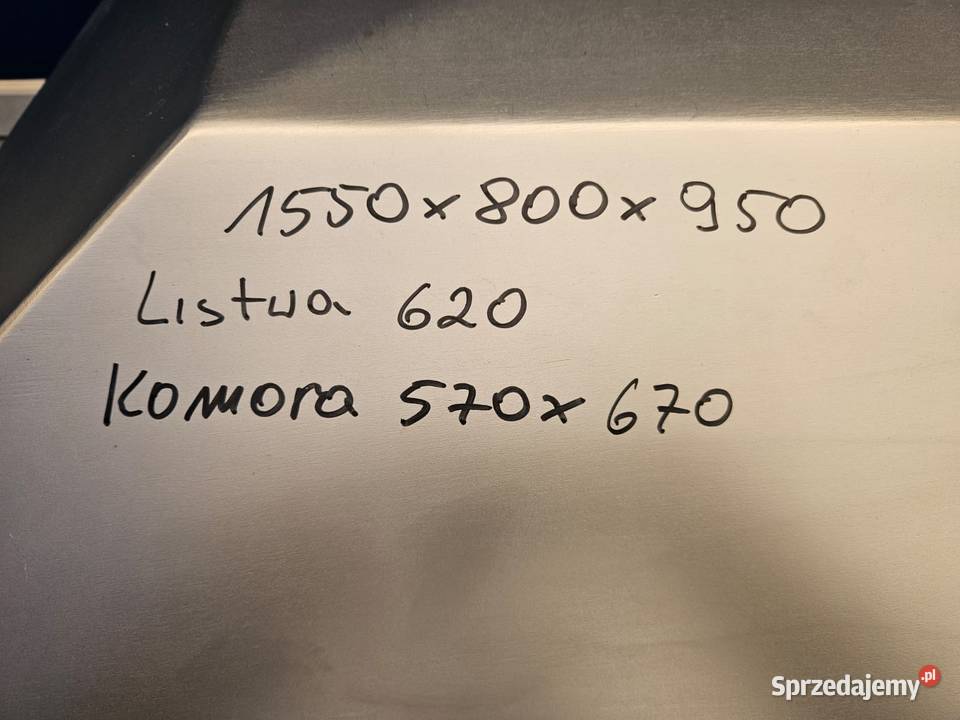 1550x800x950
Listwa 620
Komora 570x670
Sprzedajemy.pl